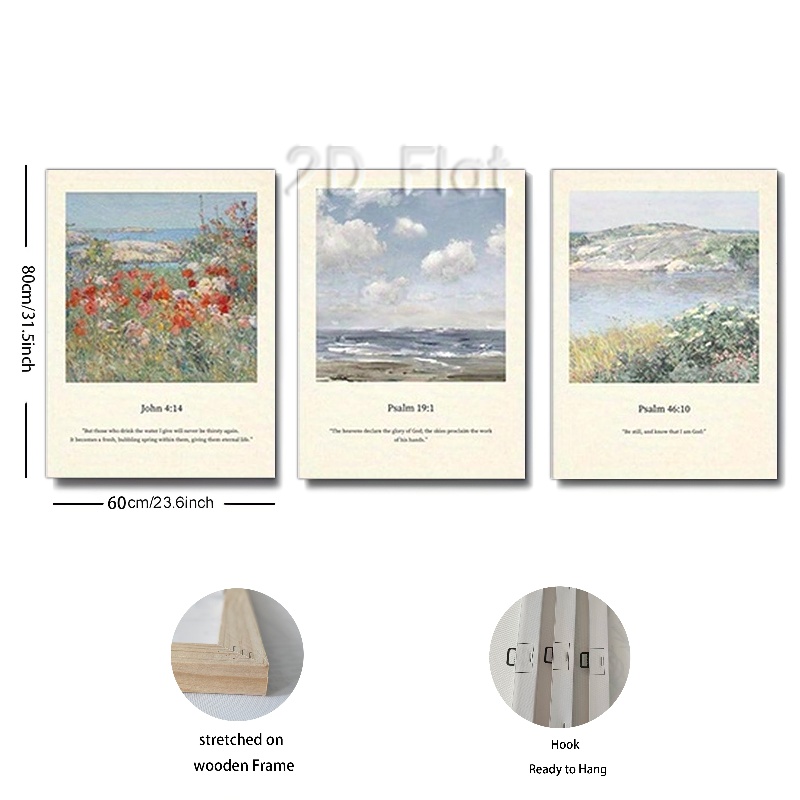 2D Flat
80cm/31.5inch
John 4:14
"But those who drink the water I give will never be thirsty again.
It becomes a fresh, bubbling spring within them, giving them eternal life."
Psalm 19:1
"The heavens declare the glory of God; the skies proclaim the work
of his hands."
Psalm 46:10
"Be still, and know that I am God."
60cm/23.6inch
stretched on
wooden Frame
Hook
Ready to Hang